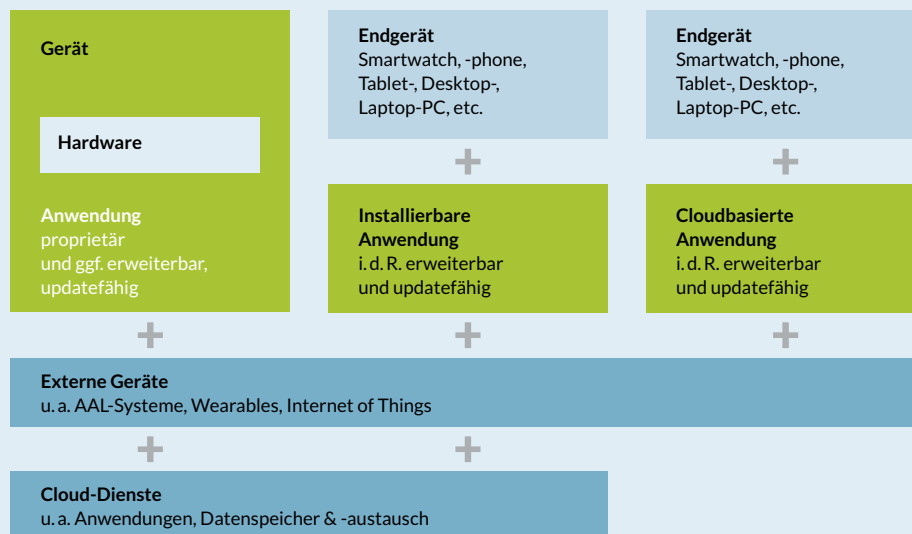 Gerät
Hardware
Anwendung
proprietär
und ggf. erweiterbar,
updatefähig
Endgerät
Smartwatch, -phone,
Tablet-, Desktop-,
Laptop-PC, etc.
+
Installierbare
Anwendung
i. d. R. erweiterbar
und updatefähig
Endgerät
Smartwatch, -phone,
Tablet-, Desktop-,
Laptop-PC, etc.
+
Cloudbasierte
Anwendung
i. d. R. erweiterbar
und updatefähig
+ + +
Externe Geräte
u. a. AAL-Systeme, Wearables, Internet of Things
+ +
Cloud-Dienste
u. a. Anwendungen, Datenspeicher & -austausch